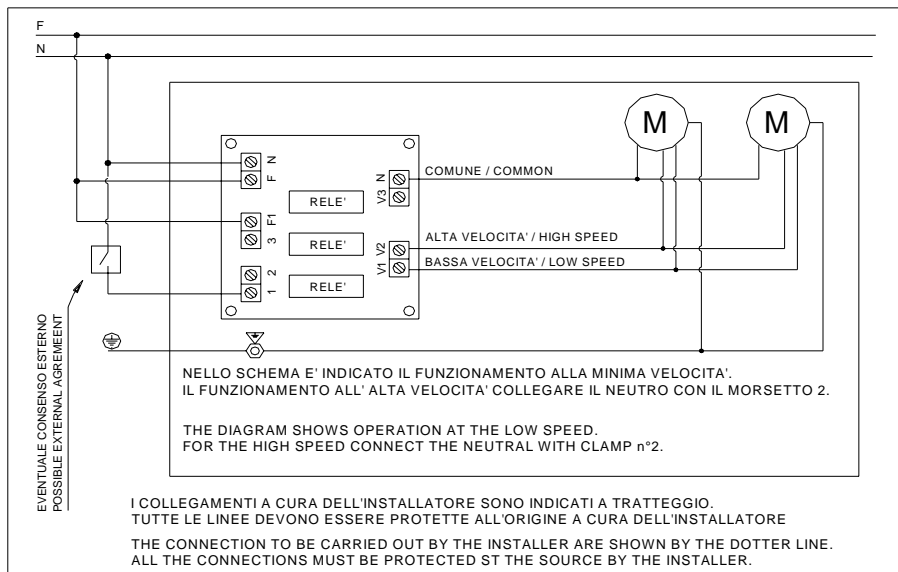 F
N
M
M
N
F
F1
3
2
1
RELE'
RELE'
RELE'
N
V3
V2
V1
COMUNE / COMMON
ALTA VELOCITA' / HIGH SPEED
BASSA VELOCITA' / LOW SPEED
EVENTUALE CONSENSO ESTERNO
POSSIBLE EXTERNAL AGREMEENT
NELLO SCHEMA E' INDICATO IL FUNZIONAMENTO ALLA MINIMA VELOCITA'.
IL FUNZIONAMENTO ALL' ALTA VELOCITA' COLLEGARE IL NEUTRO CON IL MORSETTO 2.
THE DIAGRAM SHOWS OPERATION AT THE LOW SPEED.
FOR THE HIGH SPEED CONNECT THE NEUTRAL WITH CLAMP n°2.
I COLLEGAMENTI A CURA DELL'INSTALLATORE SONO INDICATI A TRATTEGGIO.
TUTTE LE LINEE DEVONO ESSERE PROTETTE ALL'ORIGINE A CURA DELL'INSTALLATORE
THE CONNECTION TO BE CARRIED OUT BY THE INSTALLER ARE SHOWN BY THE DOTTER LINE.
ALL THE CONNECTIONS MUST BE PROTECTED ST THE SOURCE BY THE INSTALLER.